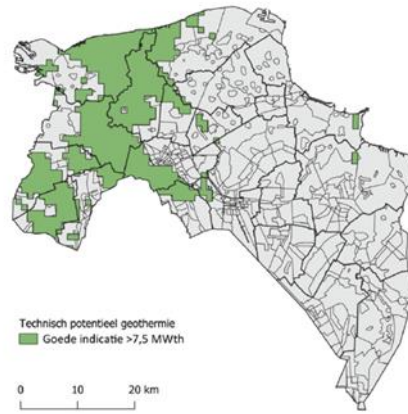 Technisch potentieel geothermie
Goede indicatie >7,5 MWth
0 10 20 km